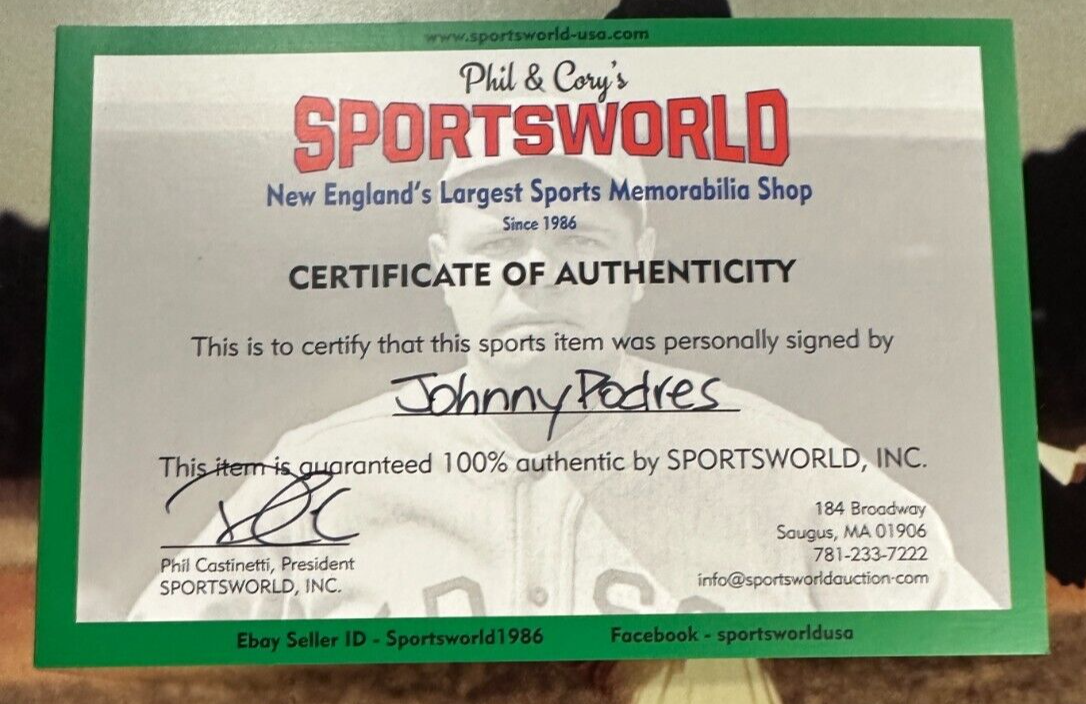 www.sportsworld-usa.com
Phil & Cory's
SPORTSWORLD
New England's Largest Sports Memorabilia Shop
Since 1986
CERTIFICATE OF AUTHENTICITY
This is to certify that this sports item was personally signed by
Johnny Podres
This item is guaranteed 100% authentic by SPORTSWORLD, INC.
Phil Castinetti, President
SPORTSWORLD, INC.
184 Broadway
Saugus, MA 01906
781-233-7222
info@sportsworldauction-com
Ebay Seller ID - Sportsworld1986
Facebook - sportsworldusa